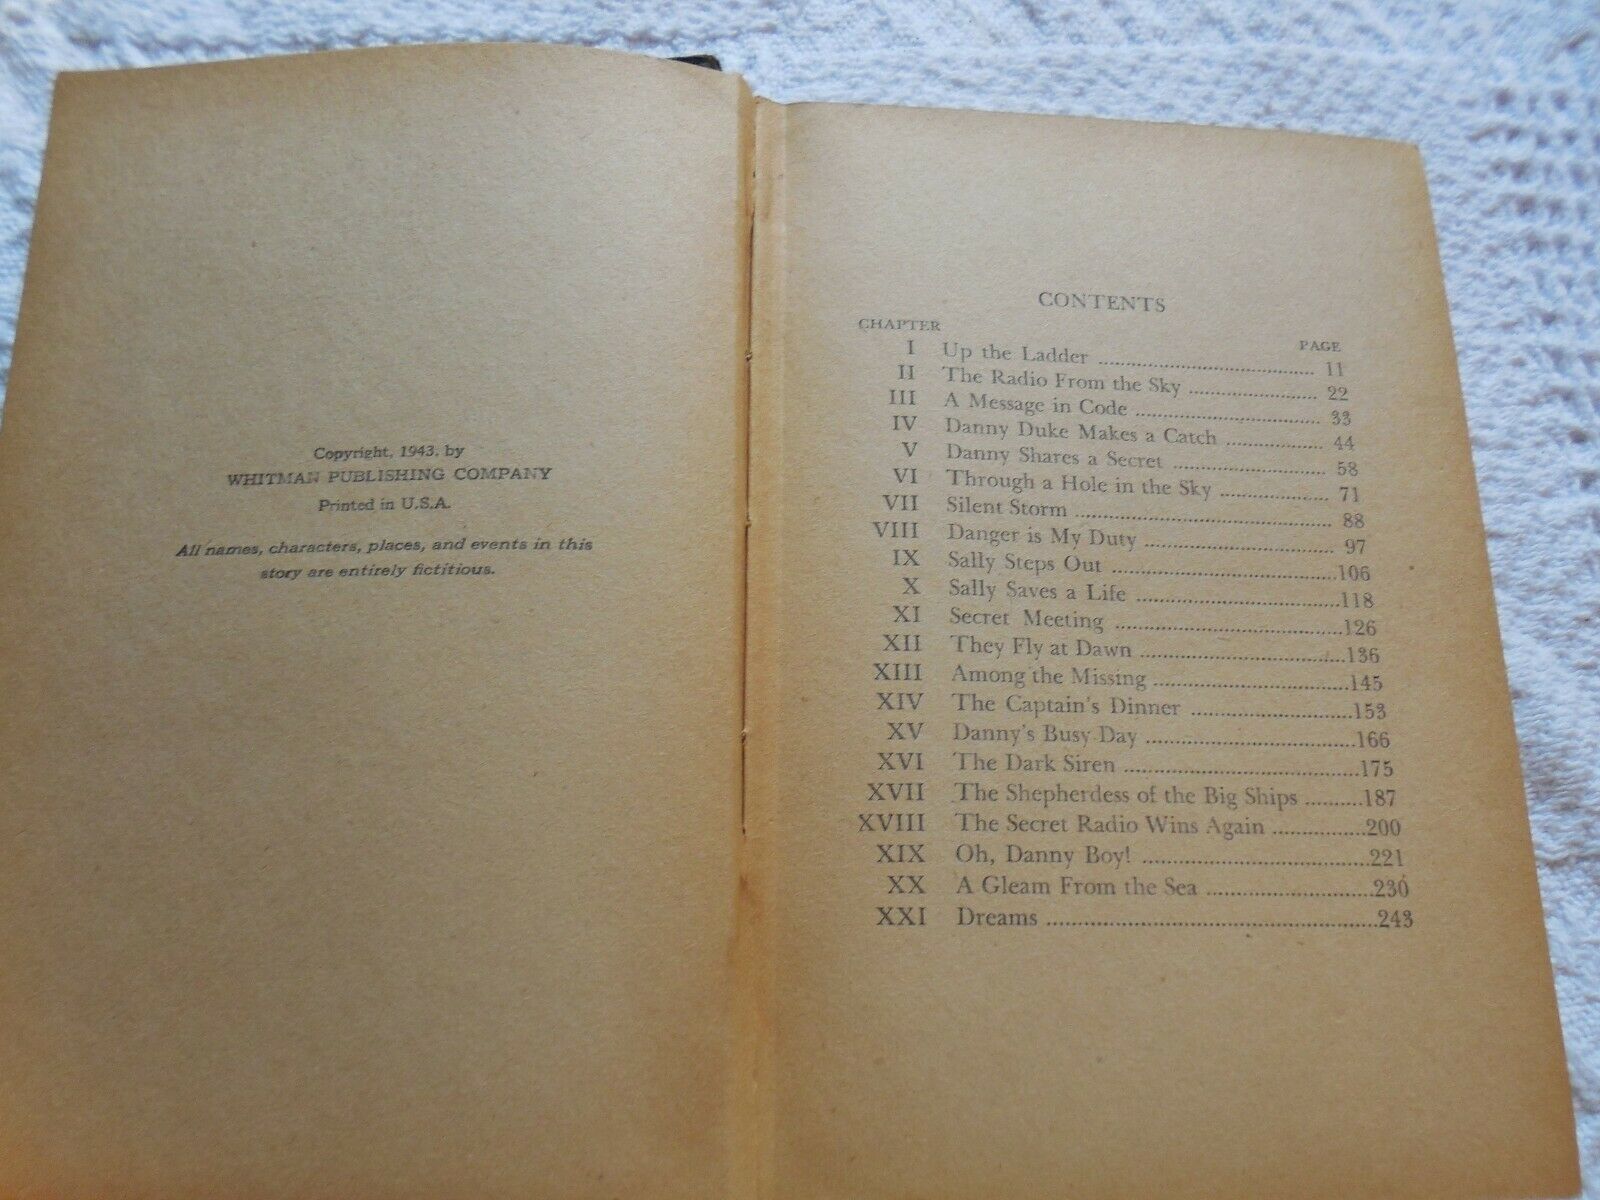 Copyright, 1943, by
WHITMAN PUBLISHING COMPANY
Printed in U.S.A.
All names, characters, places, and events in this
story are entirely fictitious.
CONTENTS
CHAPTER PAGE
I Up the Ladder 11
II The Radio From the Sky 22
III A Message in Code 33
IV Danny Duke Makes a Catch 44
V Danny Shares a Secret 58
VI Through a Hole in the Sky 71
VII Silent Storm 88
VIII Danger is My Duty 97
IX Sally Steps Out 106
X Sally Saves a Life 118
XI Secret Meeting 126
XII They Fly at Dawn 136
XIII Among the Missing 145
XIV The Captain's Dinner 153
XV Danny's Busy Day 166
XVI The Dark Siren 175
XVII The Shepherdess of the Big Ships 187
XVIII The Secret Radio Wins Again 200
XIX Oh, Danny Boy! 221
XX A Gleam From the Sea 230
XXI Dreams 243